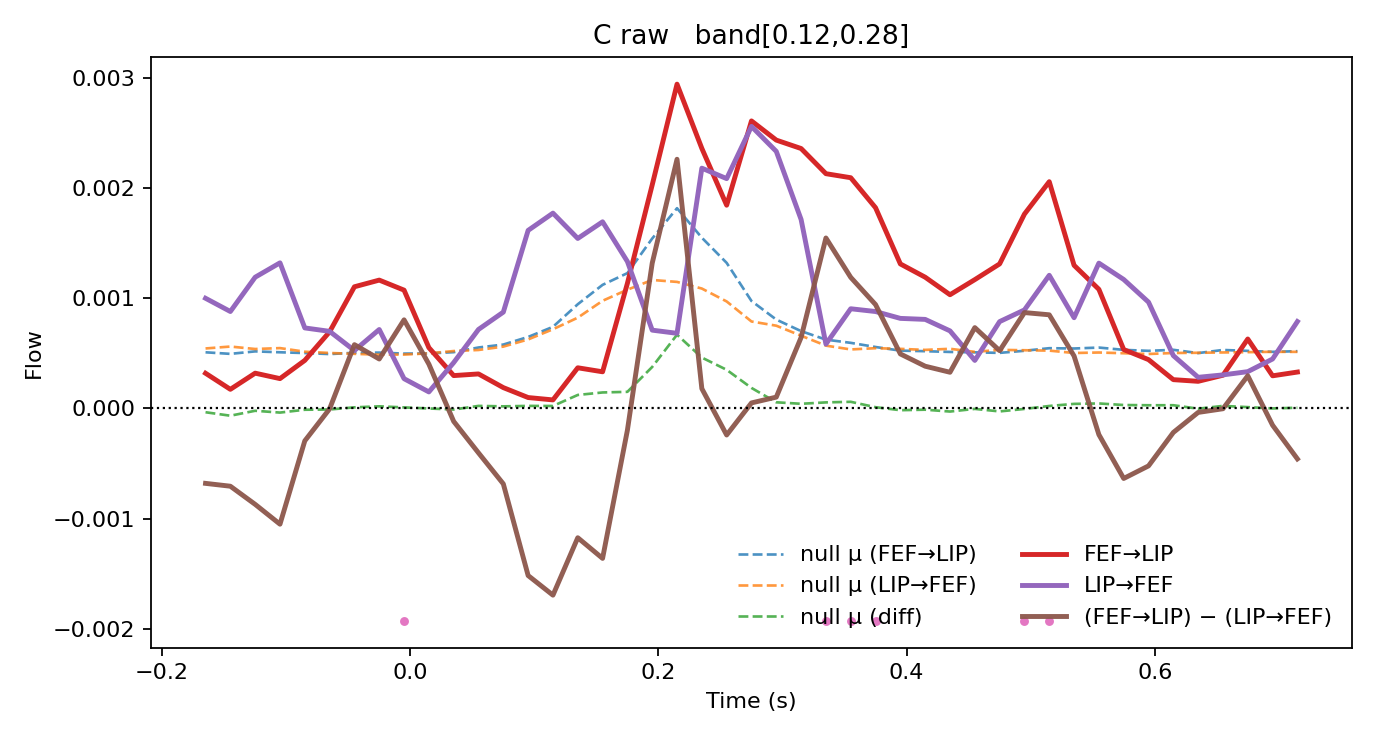 C raw   band[0.12,0.28]
Flow
0.003
0.002
0.001
0.000
−0.001
−0.002
−0.2
0.0
0.2
0.4
0.6
Time (s)
null μ (FEF→LIP)
null μ (LIP→FEF)
null μ (diff)
FEF→LIP
LIP→FEF
(FEF→LIP) − (LIP→FEF)